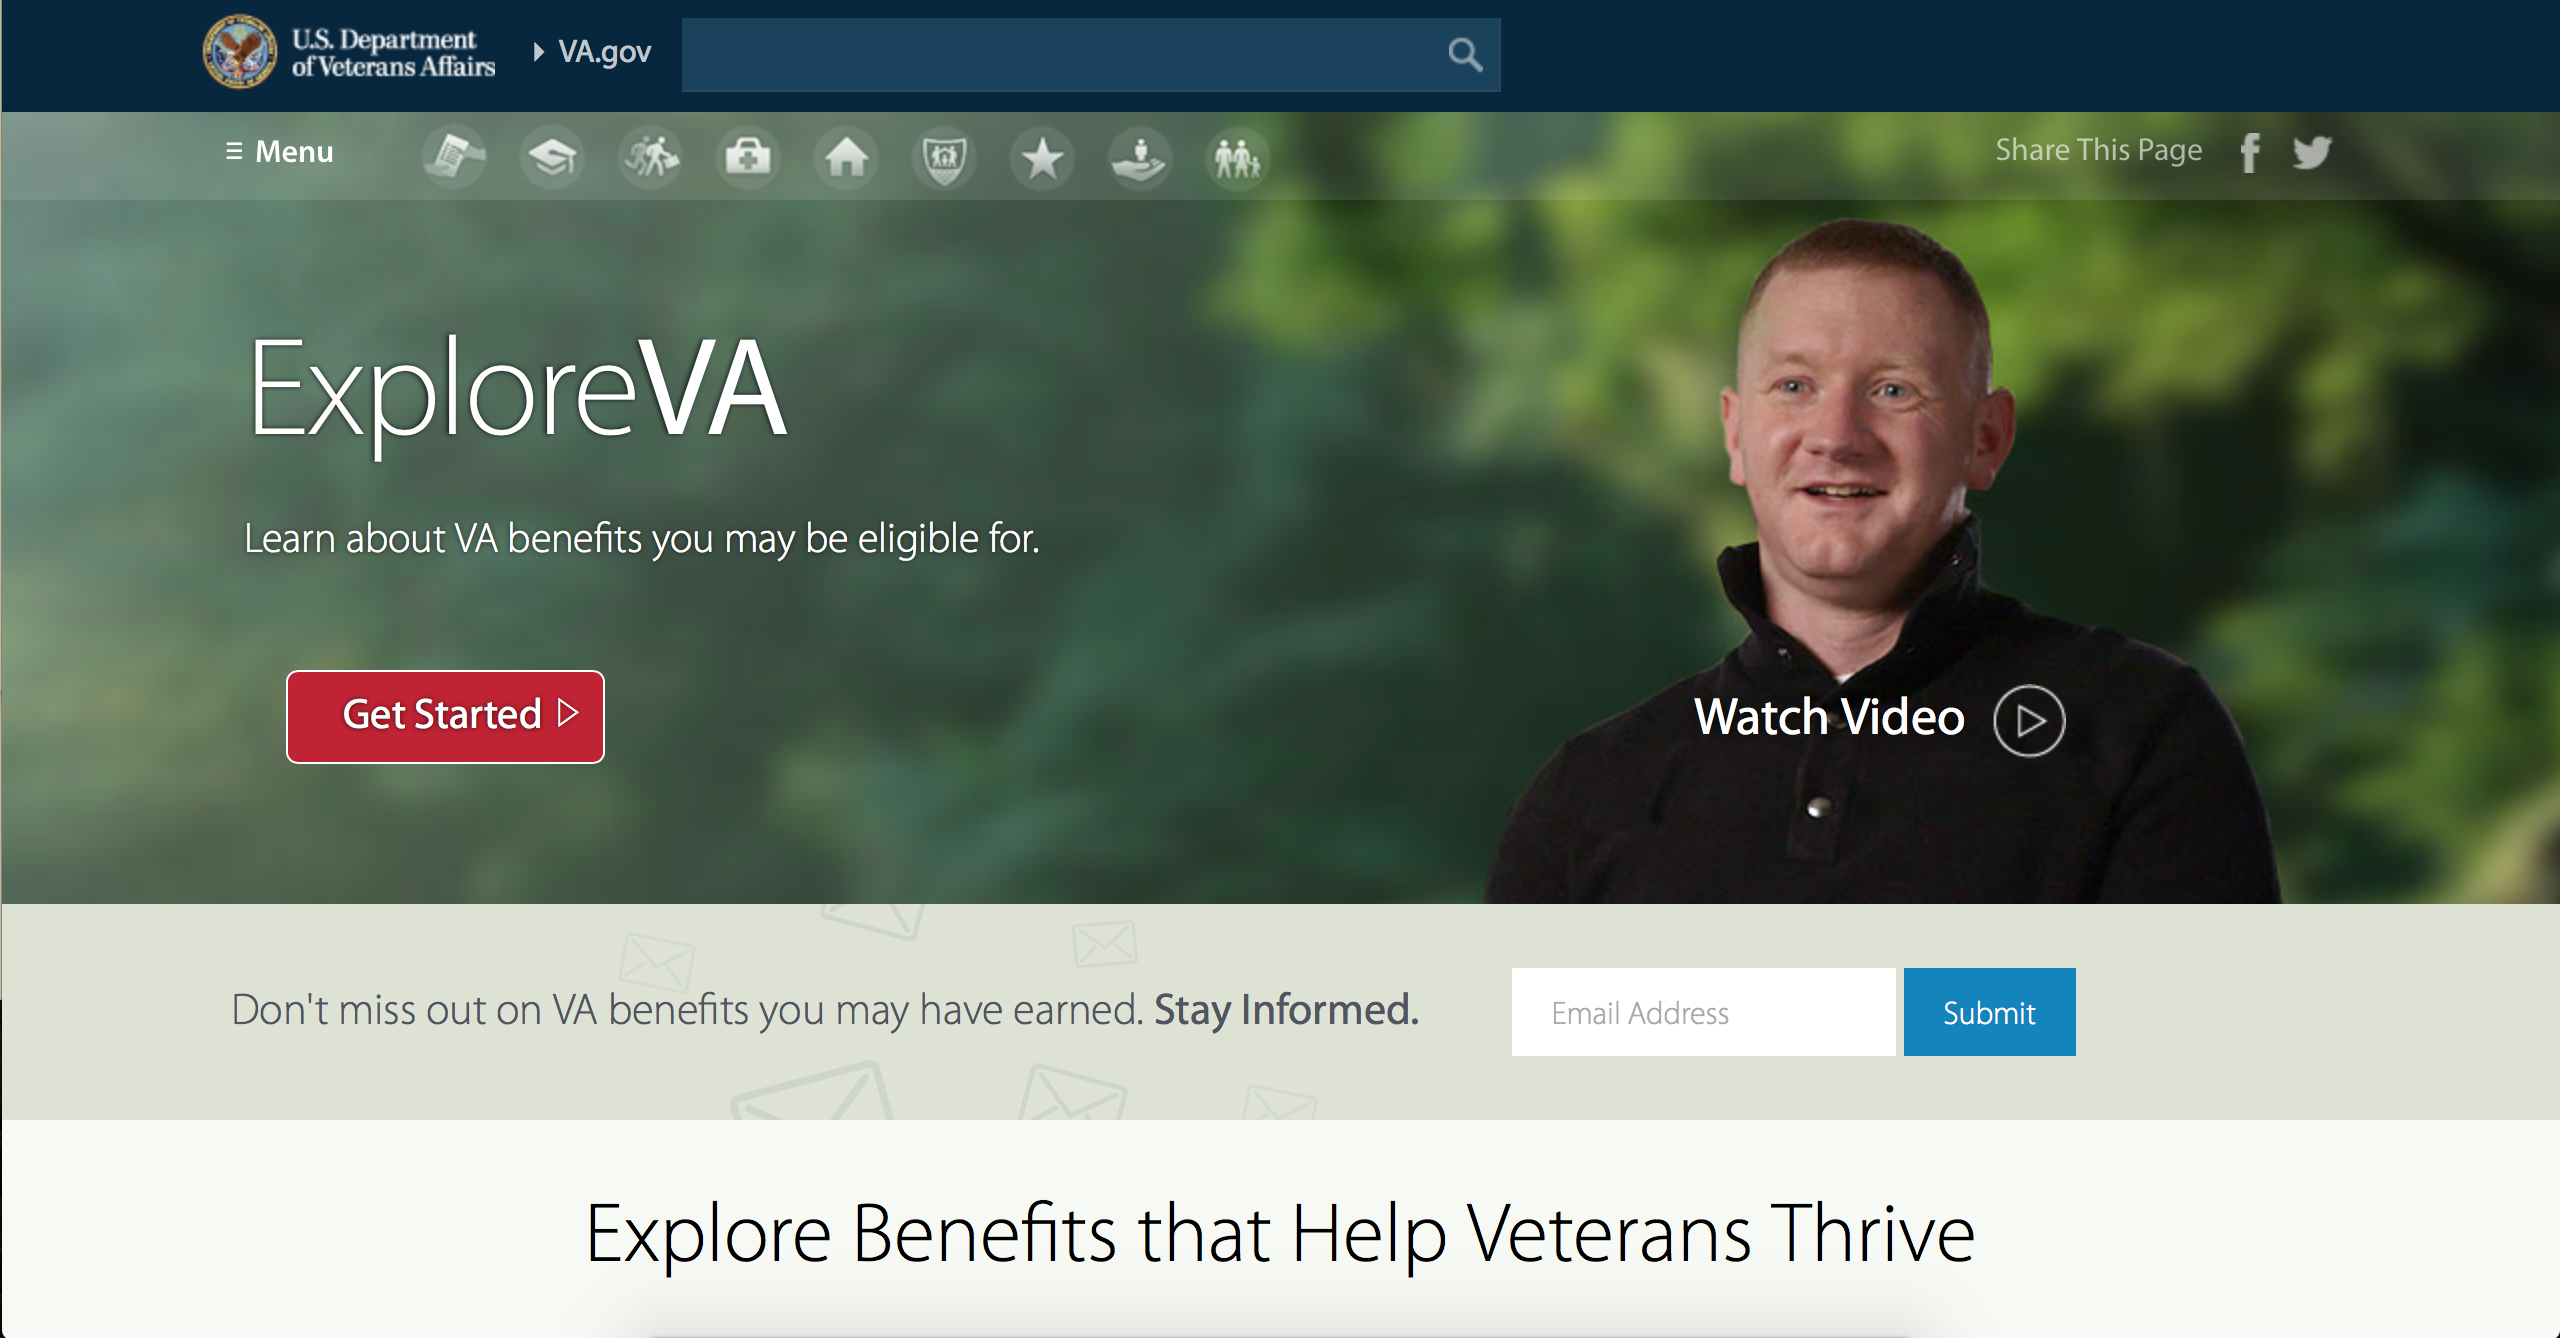 U.S. Department
of Veterans Affairs
VA.gov
Menu
Share This Page
ExploreVA
Learn about VA benefits you may be eligible for.
Get Started
Watch Video
Don't miss out on VA benefits you may have earned. Stay Informed.
Email Address
Submit
Explore Benefits that Help Veterans Thrive